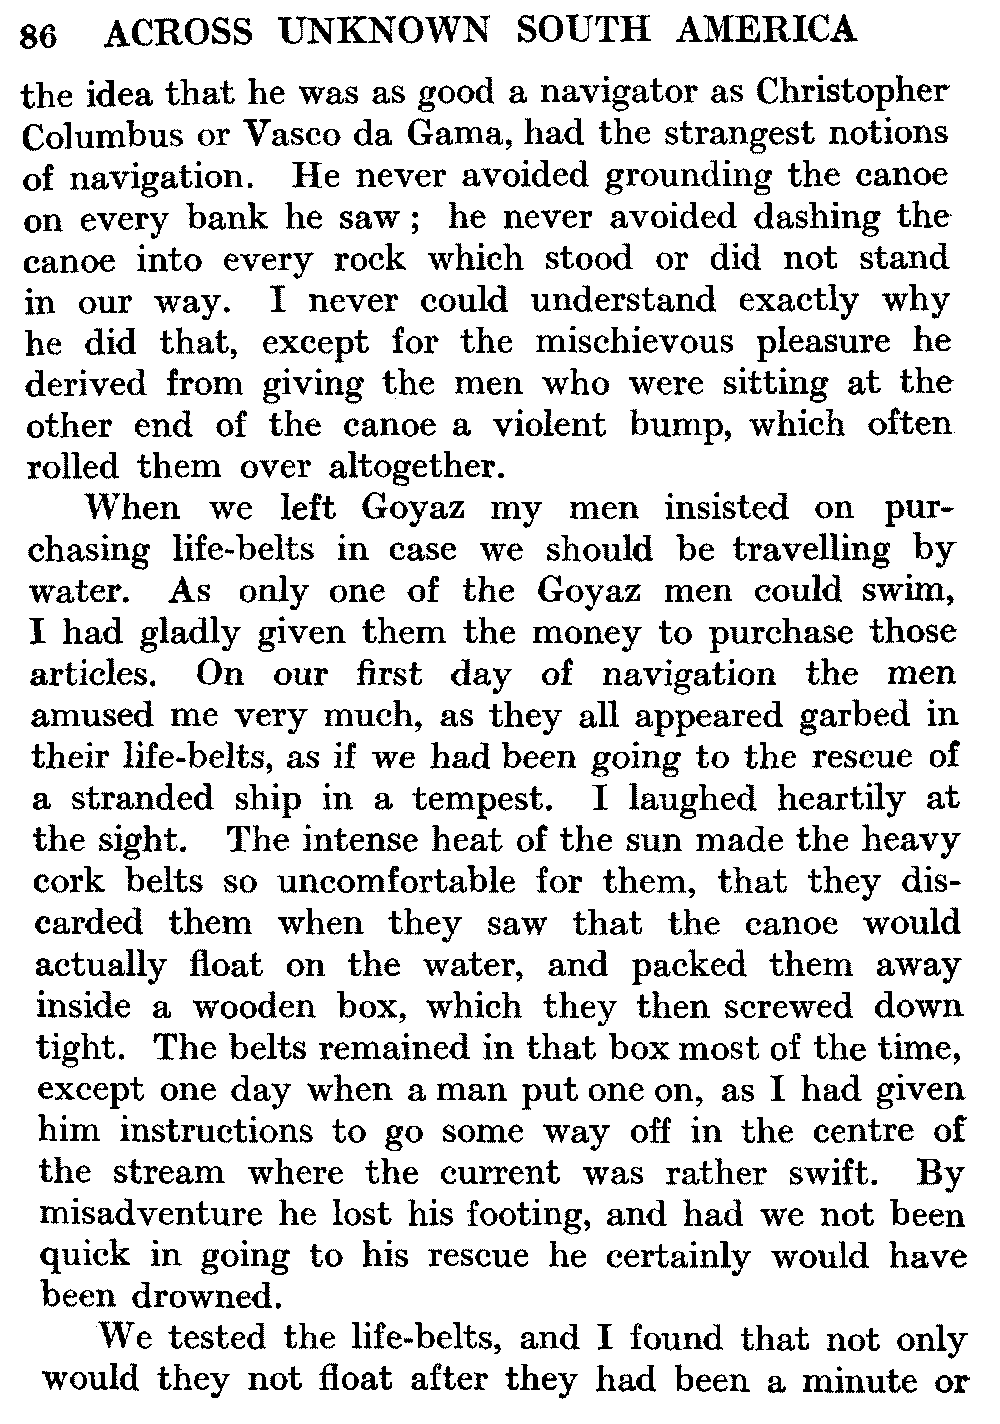 86 ACROSS UNKNOWN SOUTH AMERICA
the idea that he was as good a navigator as Christopher
Columbus or Vasco da Gama, had the strangest notions
of navigation. He never avoided grounding the canoe
on every bank he saw ; he never avoided dashing the
canoe into every rock which stood or did not stand
in our way. I never could understand exactly why
he did that, except for the mischievous pleasure he
derived from giving the men who were sitting at the
other end of the canoe a violent bump, which often
rolled them over altogether.
When we left Goyaz my men insisted on pur-
chasing life-belts in case we should be travelling by
water. As only one of the Goyaz men could swim,
I had gladly given them the money to purchase those
articles. On our first day of navigation the men
amused me very much, as they all appeared garbed in
their life-belts, as if we had been going to the rescue of
a stranded ship in a tempest. I laughed heartily at
the sight. The intense heat of the sun made the heavy
cork belts so uncomfortable for them, that they dis-
carded them when they saw that the canoe would
actually float on the water, and packed them away
inside a wooden box, which they then screwed down
tight. The belts remained in that box most of the time,
except one day when a man put one on, as I had given
him instructions to go some way off in the centre of
the stream where the current was rather swift. By
misadventure he lost his footing, and had we not been
quick in going to his rescue he certainly would have
been drowned.
We tested the life-belts, and I found that not only
would they not float after they had been a minute or